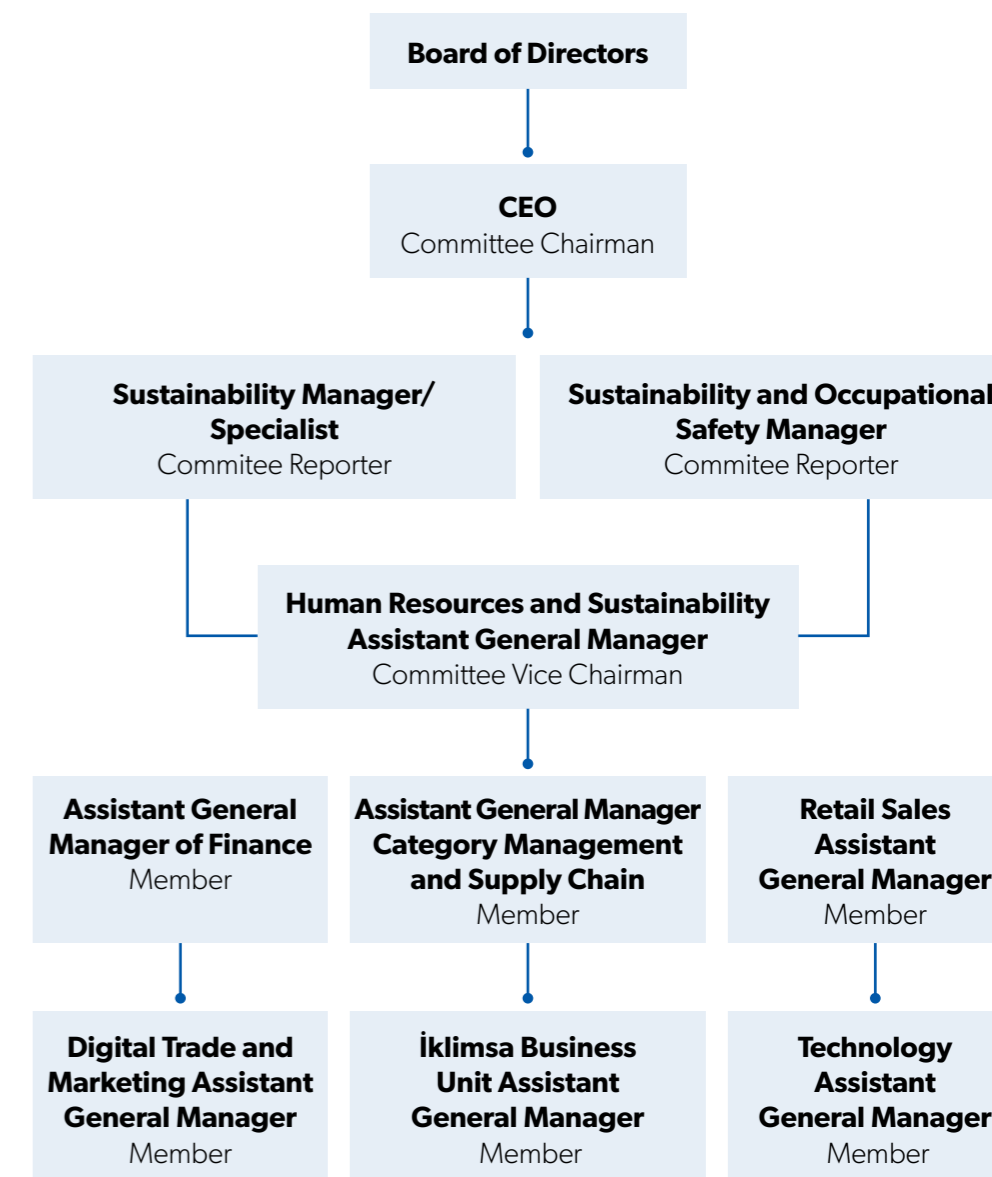 Board of Directors
CEO
Committee Chairman
Sustainability Manager/
Specialist
Commitee Reporter
Sustainability and Occupational
Safety Manager
Commitee Reporter
Human Resources and Sustainability
Assistant General Manager
Committee Vice Chairman
Assistant General
Manager of Finance
Member
Assistant General Manager
Category Management
and Supply Chain
Member
Retail Sales
Assistant
General Manager
Member
Digital Trade and
Marketing Assistant
General Manager
Member
İklimsa Business
Unit Assistant
General Manager
Member
Technology
Assistant
General Manager
Member